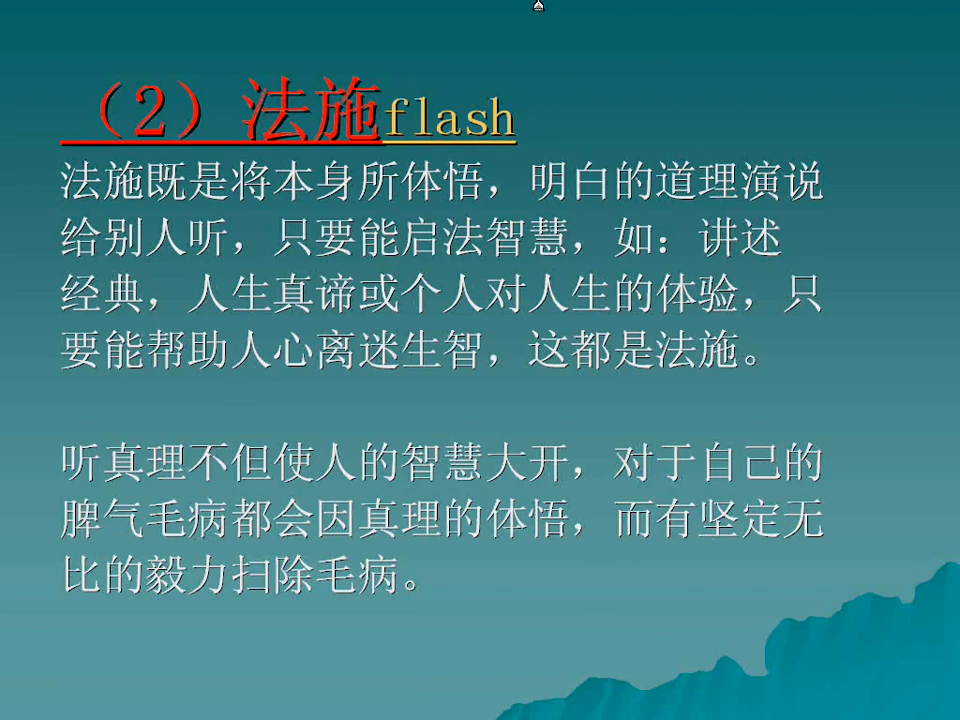 （2）法施flash
法施既是将本身所体悟，明白的道理演说
给别人听，只要能启法智慧，如：讲述
经典，人生真谛或个人对人生的体验，只
要能帮助人心离迷生智，这都是法施。
听真理不但使人的智慧大开，对于自己的
脾气毛病都会因真理的体悟，而有坚定无
比的毅力扫除毛病。